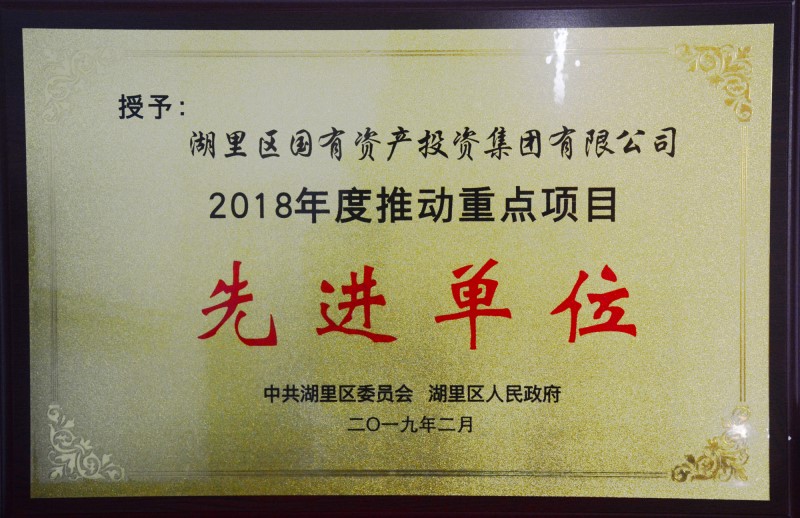 授予：
湖里区国有资产投资集团有限公司
2018年度推动重点项目
先进单位
中共湖里区委员会 湖里区人民政府
二〇一九年二月